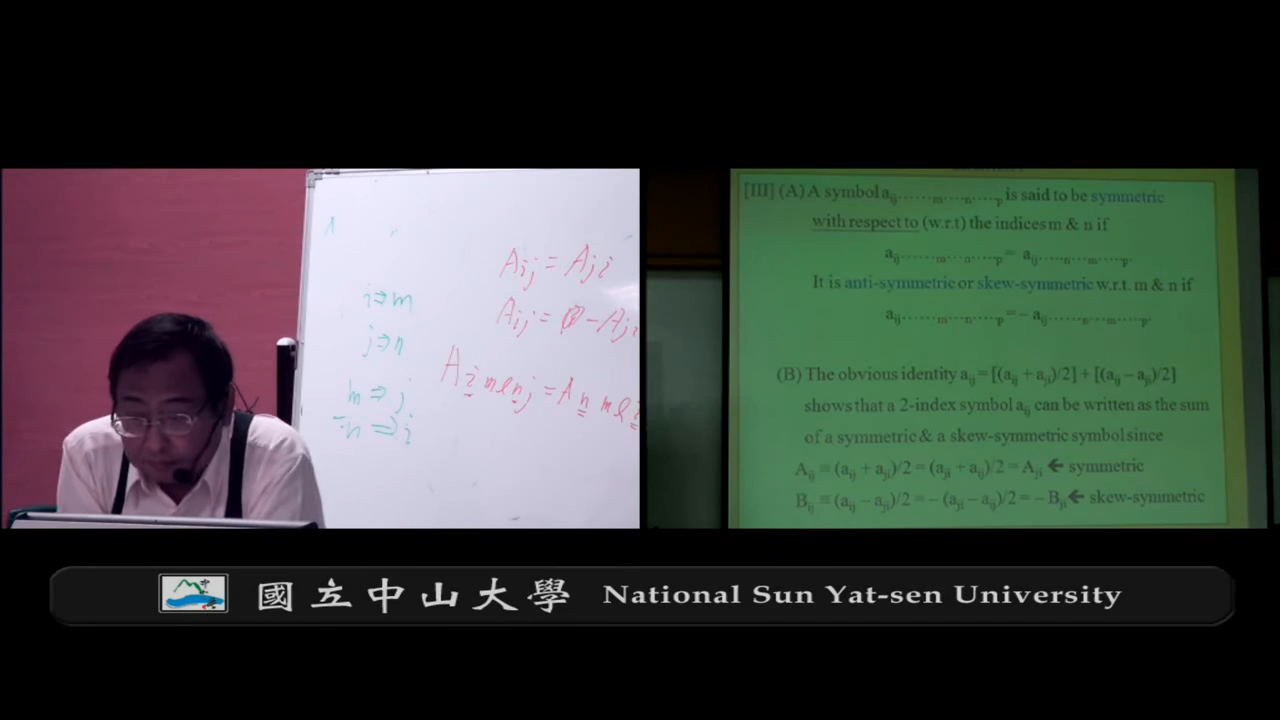 A
i⇒m
j⇒n
m⇒j
n⇒i
Aij = Aji
Aij = -Aji
A i m l n j = A n m l i
[III] (A) A symbol aij......m....n.....p is said to be symmetric
with respect to (w.r.t) the indices m & n if
aij......m....n.....p = aij......n....m.....p.
It is anti-symmetric or skew-symmetric w.r.t. m & n if
aij......m....n.....p = - aij......n....m.....p.
(B) The obvious identity aij = [(aij + aji)/2] + [(aij – aji)/2]
shows that a 2-index symbol aij can be written as the sum
of a symmetric & a skew-symmetric symbol since
Aij ≡ (aij + aji)/2 = (aji + aij)/2 = Aji ← symmetric
Bij ≡ (aij – aji)/2 = – (aji – aij)/2 = – Bji ← skew-symmetric
國立中山大學 National Sun Yat-sen University